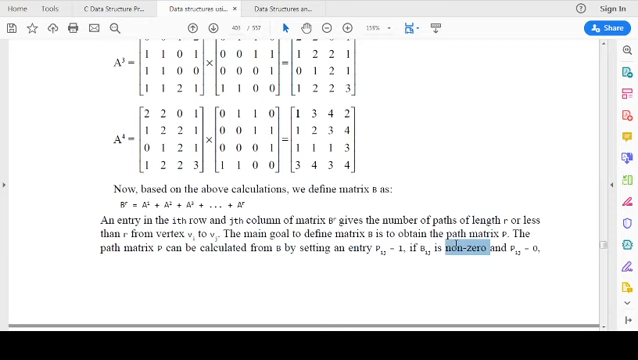 Home Tools C Data Structure Pr... Data structures usi... × Data Structures an... Sign In
405 / 557 159% Share
1 1 0 1 0 0 1 1 1 2 2 1
A³ = × =
1 1 0 0 0 0 1 1 0 1 2 1
1 1 2 1 1 1 0 0 1 2 2 3
2 2 0 1 0 1 1 0 1 3 4 2
1 2 2 1 0 0 1 1 1 2 3 4
A⁴ = × =
0 1 2 1 0 0 1 1 1 1 1 3
1 2 2 3 1 1 0 0 3 4 3 4
Now, based on the above calculations, we define matrix B as:
Bʳ = A¹ + A² + A³ + ... + Aʳ
An entry in the ith row and jth column of matrix Bʳ gives the number of paths of length r or less
than r from vertex vᵢ to vⱼ. The main goal to define matrix B is to obtain the path matrix P. The
path matrix P can be calculated from B by setting an entry Pᵢⱼ = 1, if Bᵢⱼ is non-zero and Pᵢⱼ = 0,